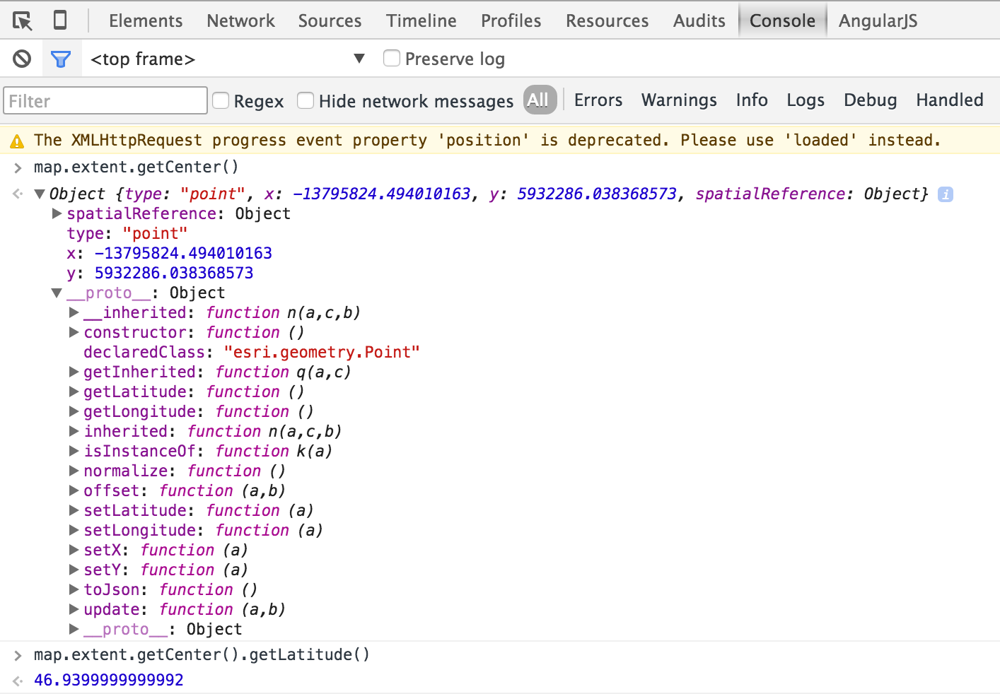 Elements Network Sources Timeline Profiles Resources Audits Console AngularJS
<top frame> ▼ Preserve log
Filter Regex Hide network messages All Errors Warnings Info Logs Debug Handled
The XMLHttpRequest progress event property 'position' is deprecated. Please use 'loaded' instead.
> map.extent.getCenter()
▼ Object {type: "point", x: -13795824.494010163, y: 5932286.038368573, spatialReference: Object} i
▶ spatialReference: Object
type: "point"
x: -13795824.494010163
y: 5932286.038368573
▼ __proto__: Object
▶ __inherited: function n(a,c,b)
▶ constructor: function ()
declaredClass: "esri.geometry.Point"
▶ getInherited: function q(a,c)
▶ getLatitude: function ()
▶ getLongitude: function ()
▶ inherited: function n(a,c,b)
▶ isInstanceOf: function k(a)
▶ normalize: function ()
▶ offset: function (a,b)
▶ setLatitude: function (a)
▶ setLongitude: function (a)
▶ setX: function (a)
▶ setY: function (a)
▶ toJson: function ()
▶ update: function (a,b)
▶ __proto__: Object
> map.extent.getCenter().getLatitude()
46.9399999999992